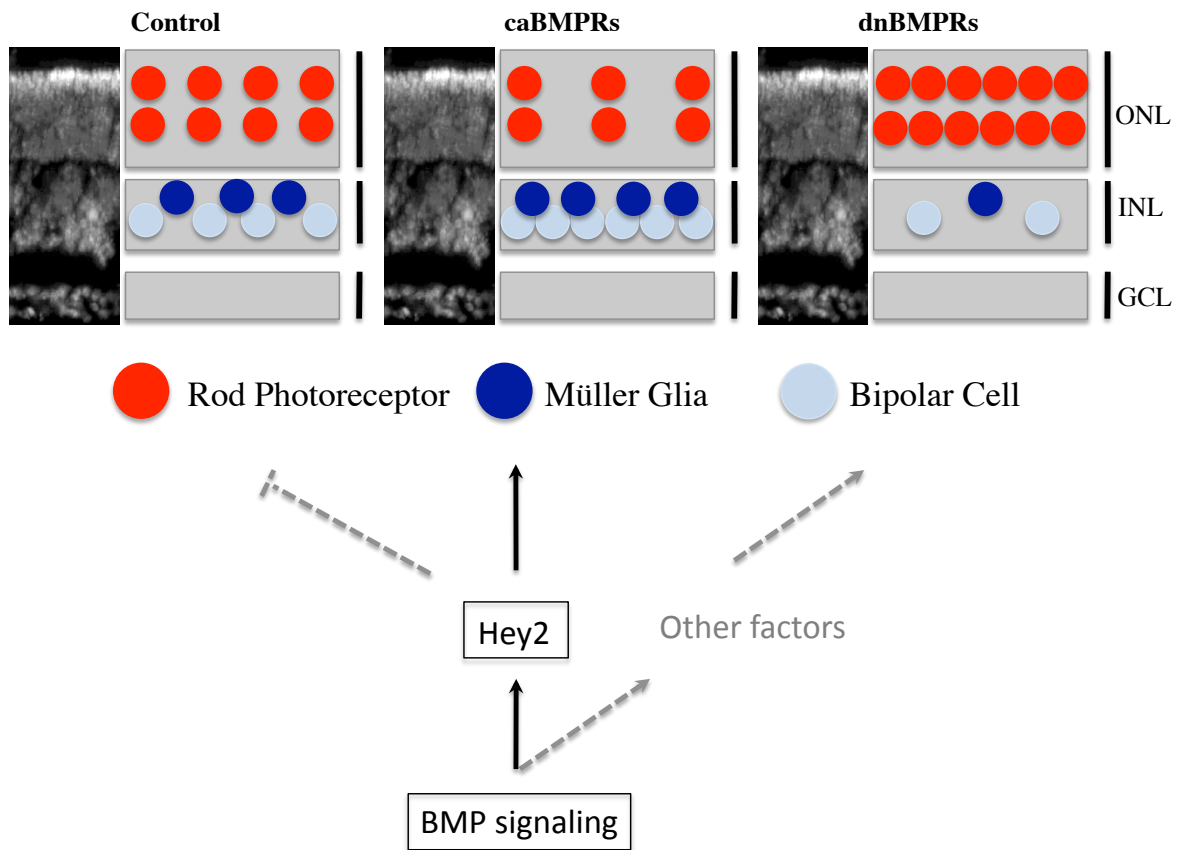 Control
caBMPRs
dnBMPRs
ONL
INL
GCL
Rod Photoreceptor
Müller Glia
Bipolar Cell
Hey2
Other factors
BMP signaling